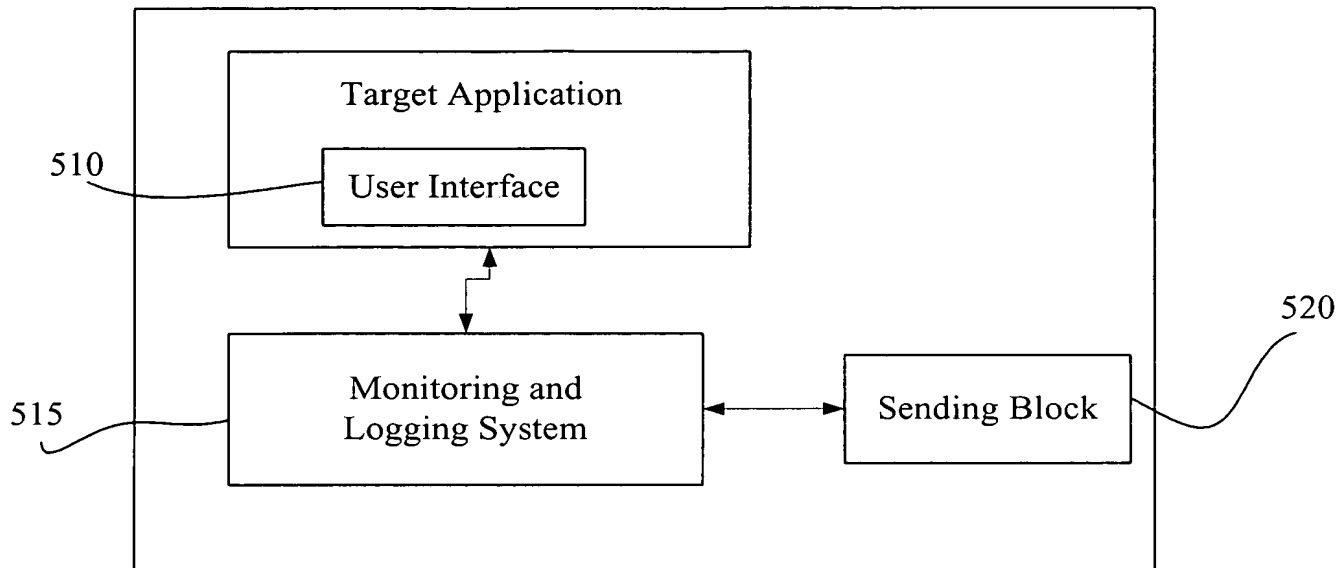 Target Application
510
User Interface
520
Monitoring and
Logging System
Sending Block
515